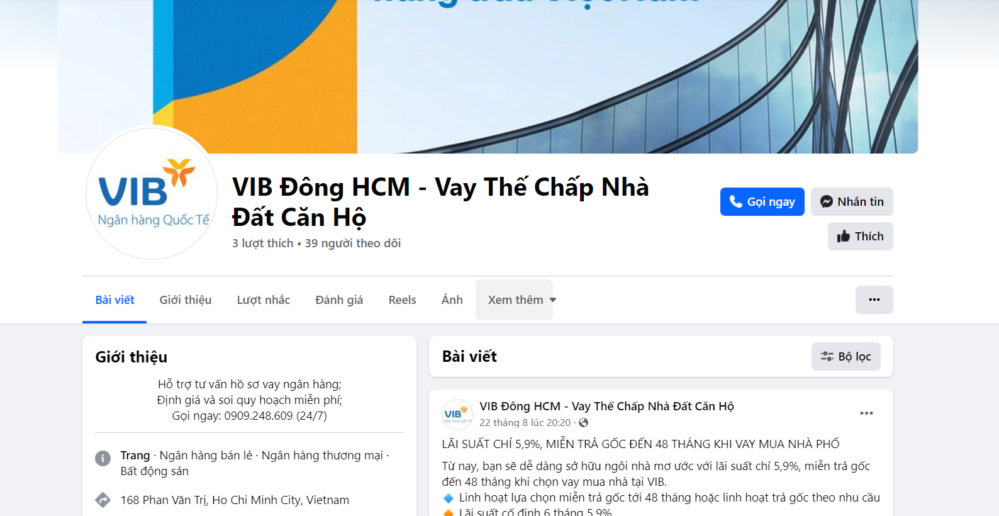 hàng đầu Việt Nam
VIB
Ngân hàng Quốc Tế
VIB Đông HCM - Vay Thế Chấp Nhà
Đất Căn Hộ
3 lượt thích • 39 người theo dõi
Gọi ngay
Nhắn tin
Thích
Bài viết
Giới thiệu
Lượt nhắc
Đánh giá
Reels
Ảnh
Xem thêm
Giới thiệu
Hỗ trợ tư vấn hồ sơ vay ngân hàng;
Định giá và soi quy hoạch miễn phí;
Gọi ngay: 0909.248.609 (24/7)
Trang · Ngân hàng bán lẻ · Ngân hàng thương mại ·
Bất động sản
168 Phan Văn Trị, Ho Chi Minh City, Vietnam
Bài viết
Bộ lọc
VIB
Ngân hàng Quốc Tế
VIB Đông HCM - Vay Thế Chấp Nhà Đất Căn Hộ
22 tháng 8 lúc 20:20 ·
LÃI SUẤT CHỈ 5,9%, MIỄN TRẢ GỐC ĐẾN 48 THÁNG KHI VAY MUA NHÀ PHỐ
Từ nay, bạn sẽ dễ dàng sở hữu ngôi nhà mơ ước với lãi suất chỉ 5,9%, miễn trả gốc
đến 48 tháng khi chọn vay mua nhà tại VIB.
🔷 Linh hoạt lựa chọn miễn trả gốc tới 48 tháng hoặc linh hoạt trả gốc theo nhu cầu
🔶 Lãi suất cố định 6 tháng 5,9%